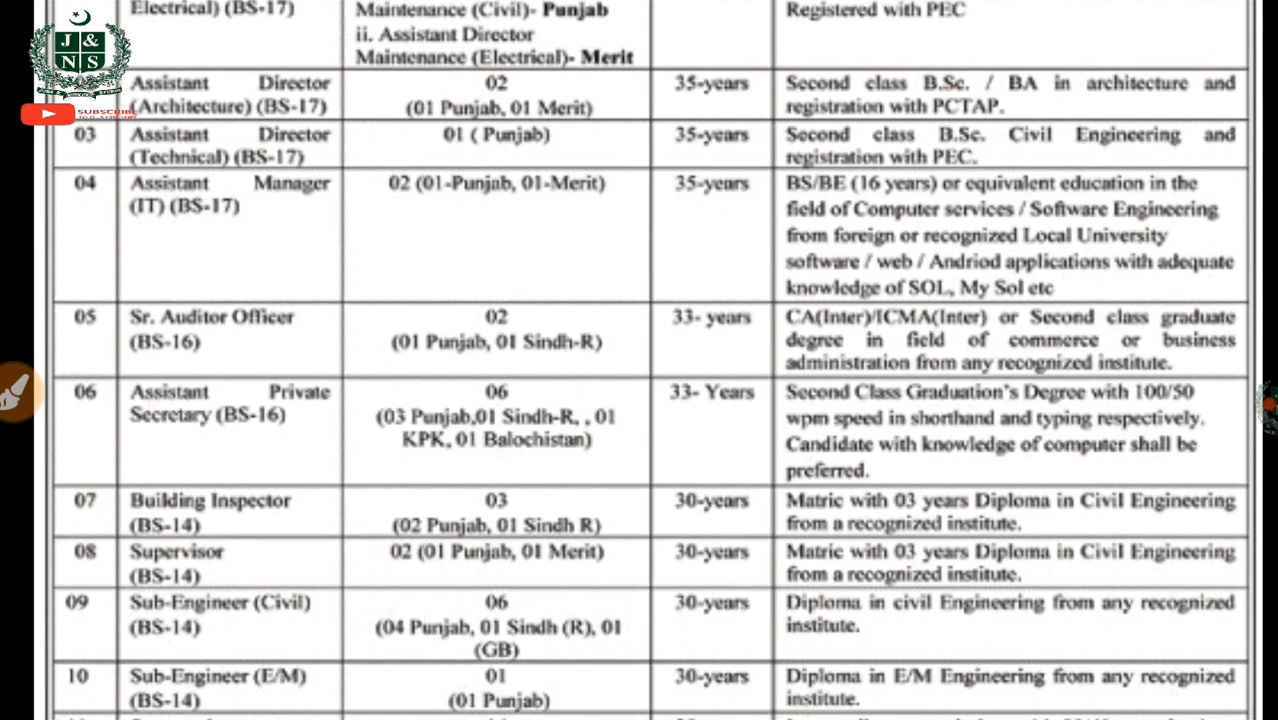 Electrical) (BS-17)
Maintenance (Civil)- Punjab
ii. Assistant Director
Maintenance (Electrical)- Merit
Registered with PEC
J & N S
SUBSCRIBE
Assistant Director
(Architecture) (BS-17)
02
(01 Punjab, 01 Merit)
35-years
Second class B.Sc. / BA in architecture and
registration with PCTAP.
03
Assistant Director
(Technical) (BS-17)
01 ( Punjab)
35-years
Second class B.Sc. Civil Engineering and
registration with PEC.
04
Assistant Manager
(IT) (BS-17)
02 (01-Punjab, 01-Merit)
35-years
BS/BE (16 years) or equivalent education in the
field of Computer services / Software Engineering
from foreign or recognized Local University
software / web / Andriod applications with adequate
knowledge of SOL, My Sol etc
05
Sr. Auditor Officer
(BS-16)
02
(01 Punjab, 01 Sindh-R)
33- years
CA(Inter)/ICMA(Inter) or Second class graduate
degree in field of commerce or business
administration from any recognized institute.
06
Assistant Private
Secretary (BS-16)
06
(03 Punjab,01 Sindh-R, , 01
KPK, 01 Balochistan)
33- Years
Second Class Graduation's Degree with 100/50
wpm speed in shorthand and typing respectively.
Candidate with knowledge of computer shall be
preferred.
07
Building Inspector
(BS-14)
03
(02 Punjab, 01 Sindh R)
30-years
Matric with 03 years Diploma in Civil Engineering
from a recognized institute.
08
Supervisor
(BS-14)
02 (01 Punjab, 01 Merit)
30-years
Matric with 03 years Diploma in Civil Engineering
from a recognized institute.
09
Sub-Engineer (Civil)
(BS-14)
06
(04 Punjab, 01 Sindh (R), 01
(GB)
30-years
Diploma in civil Engineering from any recognized
institute.
10
Sub-Engineer (E/M)
(BS-14)
01
(01 Punjab)
30-years
Diploma in E/M Engineering from any recognized
institute.